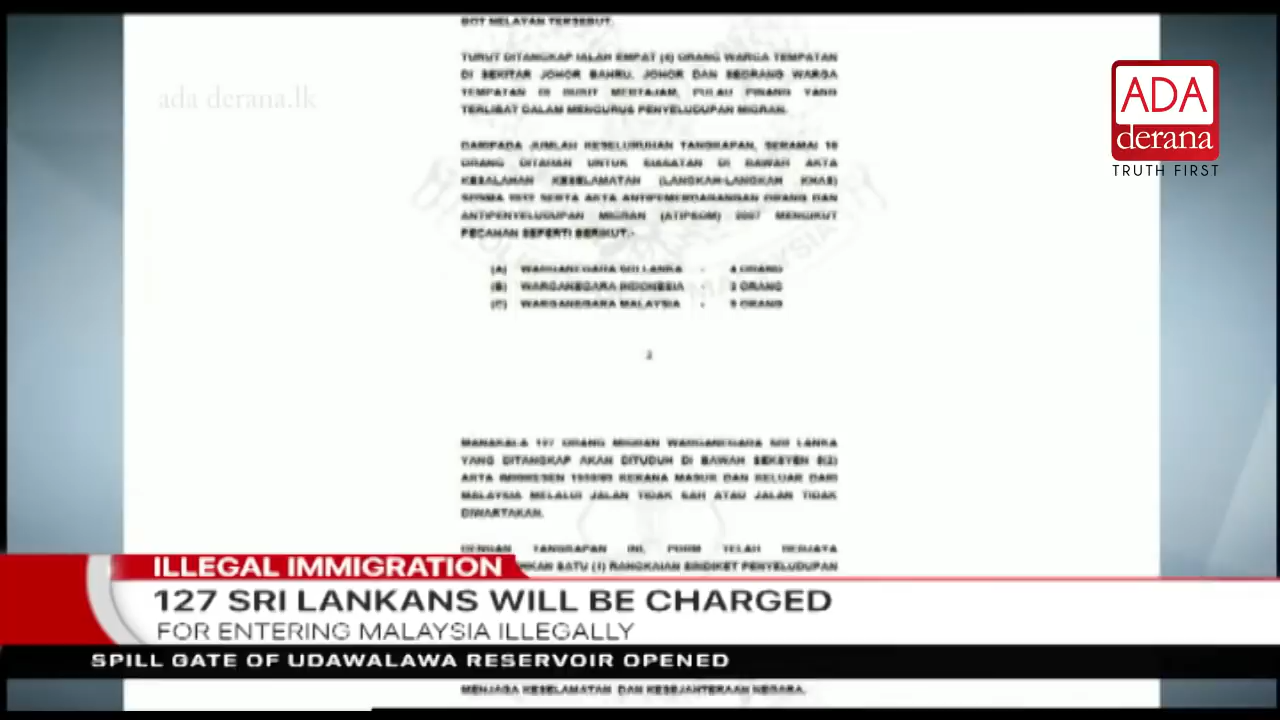 BOT NELAYAN TERSEBUT.
TURUT DITANGKAP IALAH EMPAT (4) ORANG WARGA TEMPATAN
DI SEKITAR JOHOR BAHRU, JOHOR DAN SEORANG WARGA
TEMPATAN DI BUKIT MERTAJAM, PULAU PINANG YANG
TERLIBAT DALAM MENGURUS PENYELUDUPAN MIGRAN.
ada derana.lk
ADA
derana
TRUTH FIRST
DARIPADA JUMLAH KESELURUHAN TANGKAPAN, SERAMAI 16
ORANG DITAHAN UNTUK SIASATAN DI BAWAH AKTA
KESALAHAN KESELAMATAN (LANGKAH-LANGKAH KHAS)
SOSMA 2012 SERTA AKTA ANTIPEMERDAGANGAN ORANG DAN
ANTIPENYELUDUPAN MIGRAN (ATIPSOM) 2007 MENGIKUT
PECAHAN SEPERTI BERIKUT:-
(A) WARGANEGARA SRI LANKA - 4 ORANG
(B) WARGANEGARA INDONESIA - 3 ORANG
(C) WARGANEGARA MALAYSIA - 9 ORANG
2
MANAKALA 127 ORANG MIGRAN WARGANEGARA SRI LANKA
YANG DITANGKAP AKAN DITUDUH DI BAWAH SEKSYEN 5(2)
AKTA IMIGRESEN 1959/63 KERANA MASUK DAN KELUAR DARI
MALAYSIA MELALUI JALAN TIDAK SAH ATAU JALAN TIDAK
DIWARTAKAN.
DENGAN TANGKAPAN INI, PDRM TELAH BERJAYA
SATU (1) RANGKAIAN SINDIKET PENYELUDUPAN
ILLEGAL IMMIGRATION
127 SRI LANKANS WILL BE CHARGED
FOR ENTERING MALAYSIA ILLEGALLY
SPILL GATE OF UDAWALAWA RESERVOIR OPENED
MENJAGA KESELAMATAN DAN KESEJAHTERAAN NEGARA.